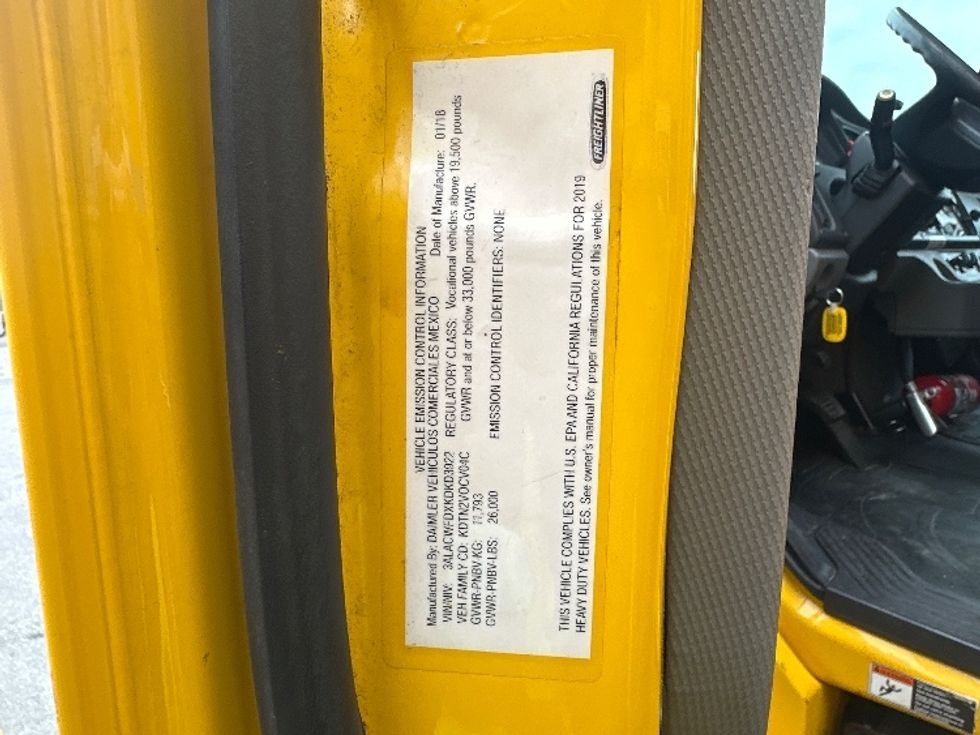 VEHICLE EMISSION CONTROL INFORMATION
Manufactured By: DAIMLER VEHICULOS COMERCIALES MEXICO Date of Manufacture: 01/18
VIN/NIV: 3ALACWFDXKDKD3922 REGULATORY CLASS: Vocational vehicles above 19,500 pounds
VEH FAMILY CD: KDTN2VOCV04C GVWR and at or below 33,000 pounds GVWR.
GVWR-PNBV-KG: 11,793
GVWR-PMBV-LBS: 26,000 EMISSION CONTROL IDENTIFIERS: NONE
THIS VEHICLE COMPLIES WITH U.S. EPA AND CALIFORNIA REGULATIONS FOR 2019
HEAVY DUTY VEHICLES. See owner's manual for proper maintenance of this vehicle.
FREIGHTLINER